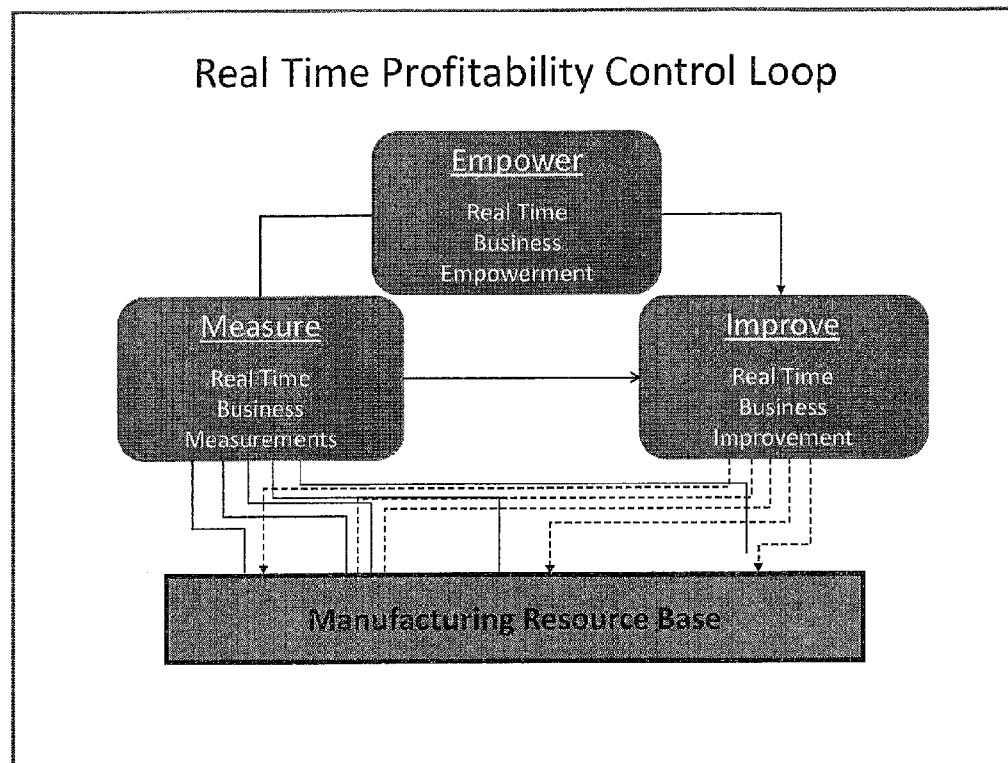 Real Time Profitability Control Loop
Empower
Real Time
Business
Empowerment
Measure
Real Time
Business
Measurements
Improve
Real Time
Business
Improvement
Manufacturing Resource Base